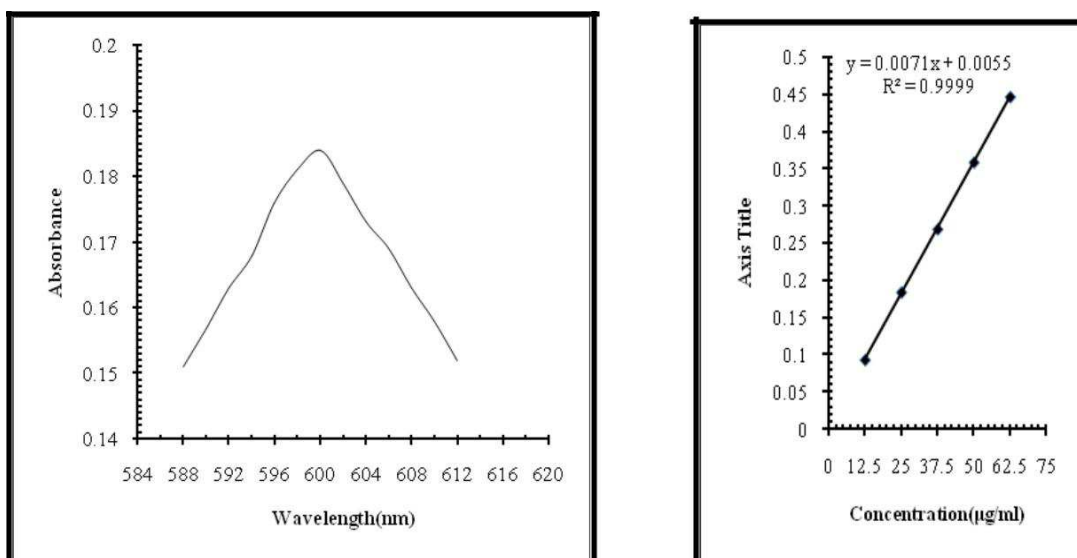 0.2
0.19
0.18
0.17
0.16
0.15
0.14
Absorbance
584 588 592 596 600 604 608 612 616 620
Wavelength(nm)
y = 0.0071x + 0.0055
R² = 0.9999
0.5
0.45
0.4
0.35
0.3
0.25
0.2
0.15
0.1
0.05
0
Axis Title
0 12.5 25 37.5 50 62.5 75
Concentration(µg/ml)